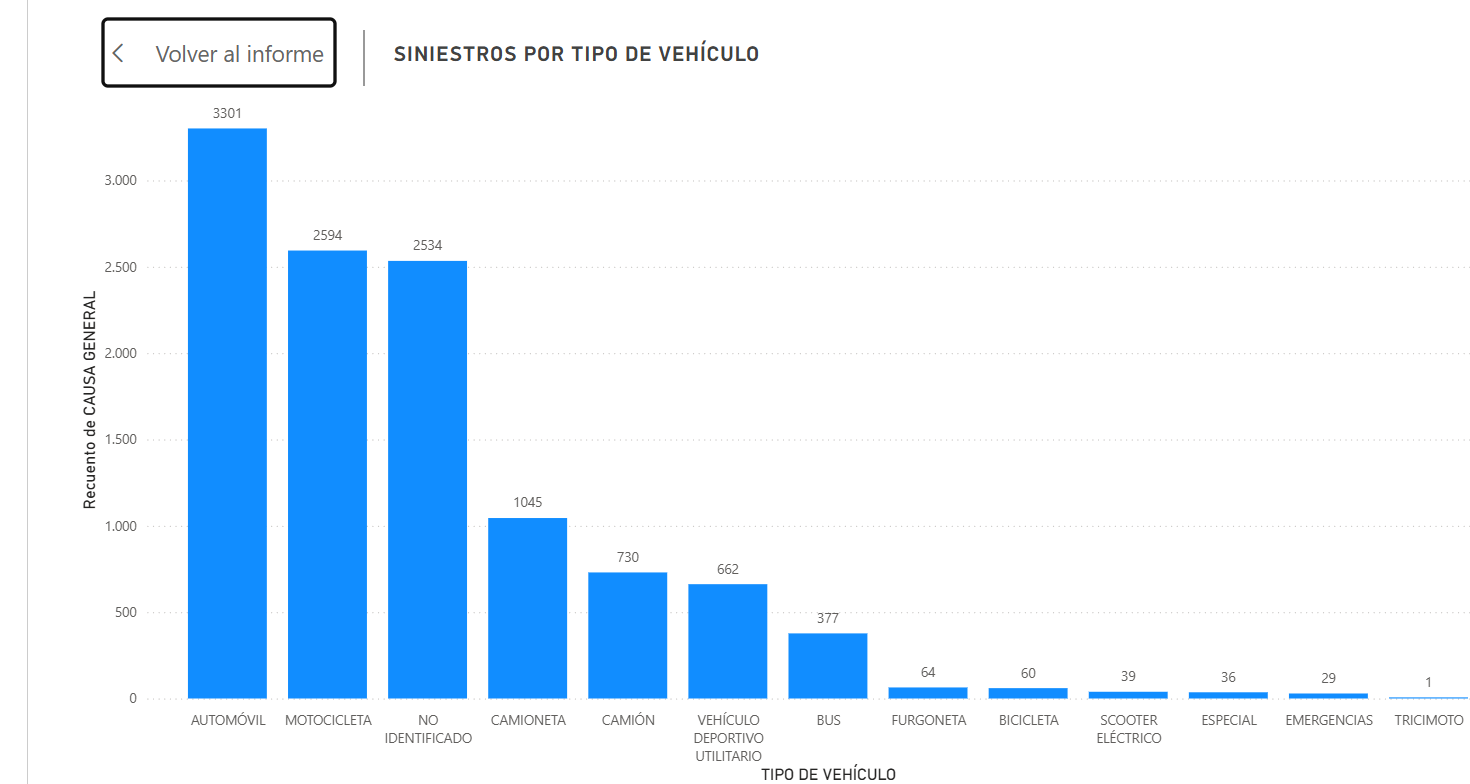 Volver al informe
SINIESTROS POR TIPO DE VEHÍCULO
3301
3.000
2594
2534
2.500
Recuento de CAUSA GENERAL
2.000
1.500
1045
1.000
730
662
500
377
64
60
39
36
29
1
0
AUTOMÓVIL
MOTOCICLETA
NO
IDENTIFICADO
CAMIONETA
CAMIÓN
VEHÍCULO
DEPORTIVO
UTILITARIO
BUS
FURGONETA
BICICLETA
SCOOTER
ELÉCTRICO
ESPECIAL
EMERGENCIAS
TRICIMOTO
TIPO DE VEHÍCULO